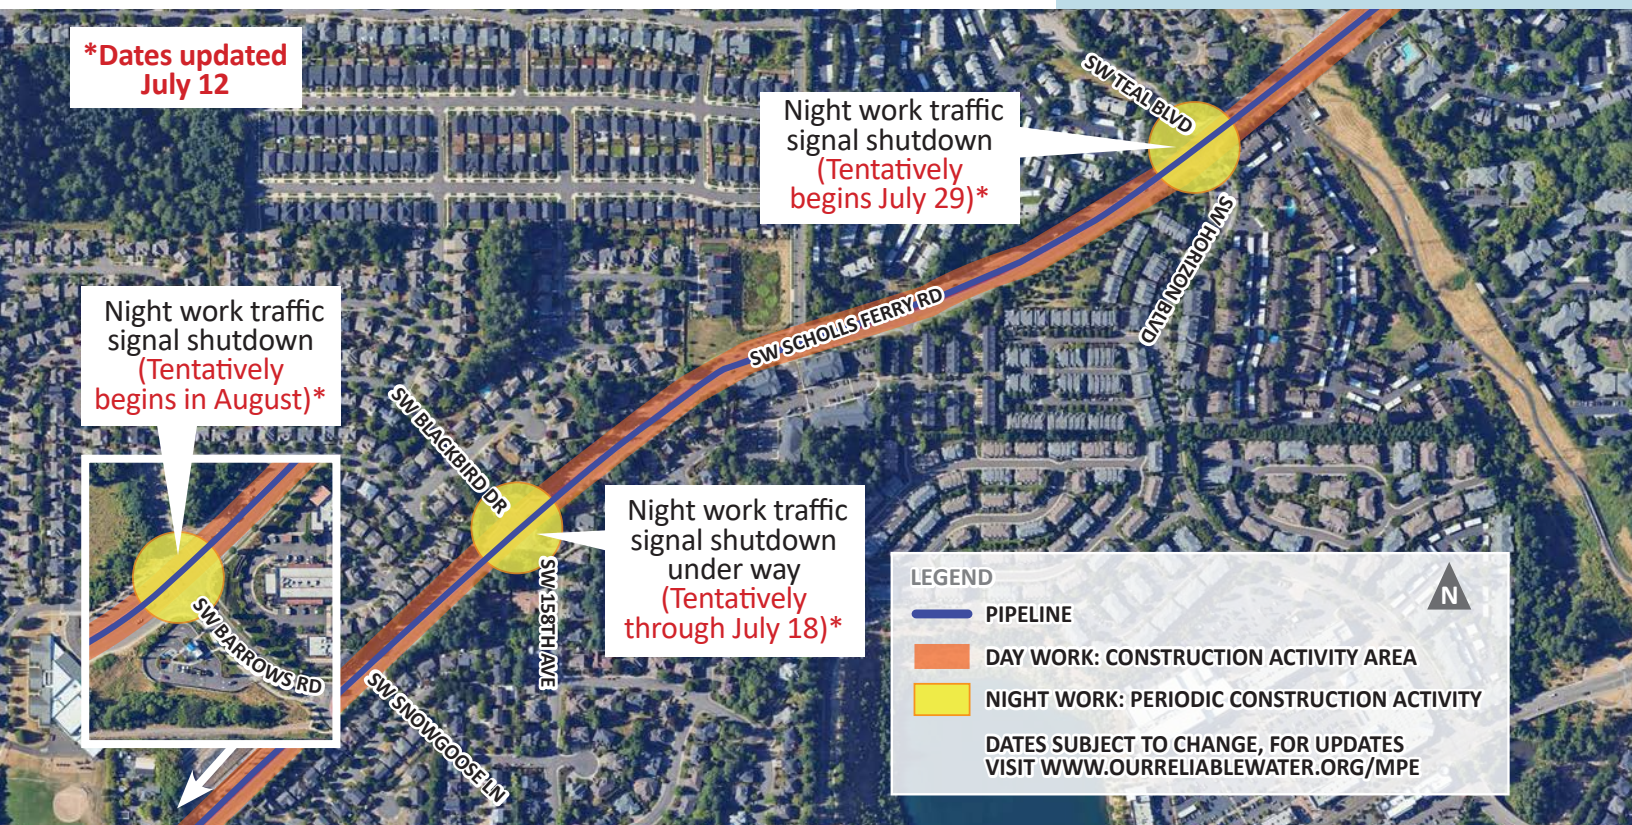 *Dates updated
July 12
Night work traffic
signal shutdown
(Tentatively
begins July 29)*
SW TEAL BLVD
SW HORIZON BLVD
SW SCHOLLS FERRY RD
Night work traffic
signal shutdown
(Tentatively
begins in August)*
SW BLACKBIRD DR
Night work traffic
signal shutdown
under way
(Tentatively
through July 18)*
SW 158TH AVE
SW BARROWS RD
SW SNOWGOOSE LN
LEGEND
N
PIPELINE
DAY WORK: CONSTRUCTION ACTIVITY AREA
NIGHT WORK: PERIODIC CONSTRUCTION ACTIVITY
DATES SUBJECT TO CHANGE, FOR UPDATES
VISIT WWW.OURRELIABLEWATER.ORG/MPE